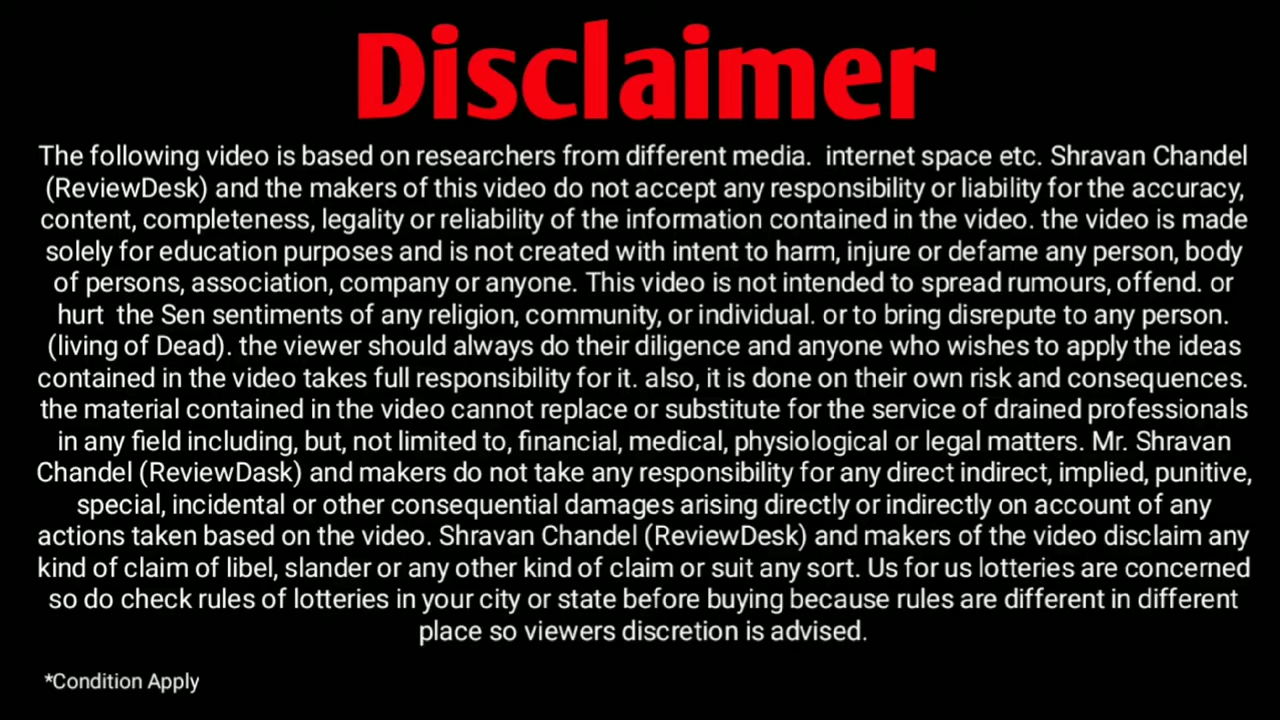 Disclaimer
The following video is based on researchers from different media.  internet space etc. Shravan Chandel
(ReviewDesk) and the makers of this video do not accept any responsibility or liability for the accuracy,
content, completeness, legality or reliability of the information contained in the video. the video is made
solely for education purposes and is not created with intent to harm, injure or defame any person, body
of persons, association, company or anyone. This video is not intended to spread rumours, offend. or
hurt  the Sen sentiments of any religion, community, or individual. or to bring disrepute to any person.
(living of Dead). the viewer should always do their diligence and anyone who wishes to apply the ideas
contained in the video takes full responsibility for it. also, it is done on their own risk and consequences.
the material contained in the video cannot replace or substitute for the service of drained professionals
in any field including, but, not limited to, financial, medical, physiological or legal matters. Mr. Shravan
Chandel (ReviewDask) and makers do not take any responsibility for any direct indirect, implied, punitive,
special, incidental or other consequential damages arising directly or indirectly on account of any
actions taken based on the video. Shravan Chandel (ReviewDesk) and makers of the video disclaim any
kind of claim of libel, slander or any other kind of claim or suit any sort. Us for us lotteries are concerned
so do check rules of lotteries in your city or state before buying because rules are different in different
place so viewers discretion is advised.
*Condition Apply